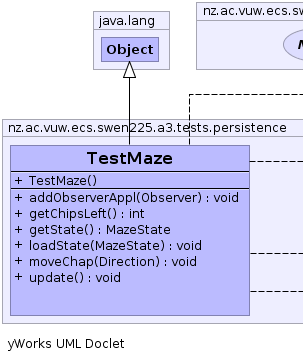 java.lang
nz.ac.vuw.ecs.sw
Object
nz.ac.vuw.ecs.swen225.a3.tests.persistence
TestMaze
+ TestMaze()
+ addObserverAppl(Observer) : void
+ getChipsLeft() : int
+ getState() : MazeState
+ loadState(MazeState) : void
+ moveChap(Direction) : void
+ update() : void
yWorks UML Doclet